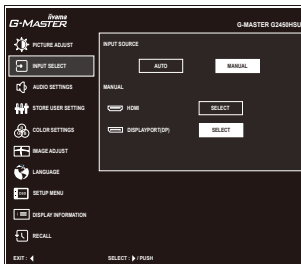 iiyama
G-MASTER
G-MASTER G2450HSU
PICTURE ADJUST
INPUT SELECT
AUDIO SETTINGS
STORE USER SETTING
COLOR SETTINGS
IMAGE ADJUST
LANGUAGE
OSD SETUP MENU
DISPLAY INFORMATION
RECALL
INPUT SOURCE
AUTO MANUAL
MANUAL
HDMI SELECT
DISPLAYPORT(DP) SELECT
EXIT : SELECT : / PUSH